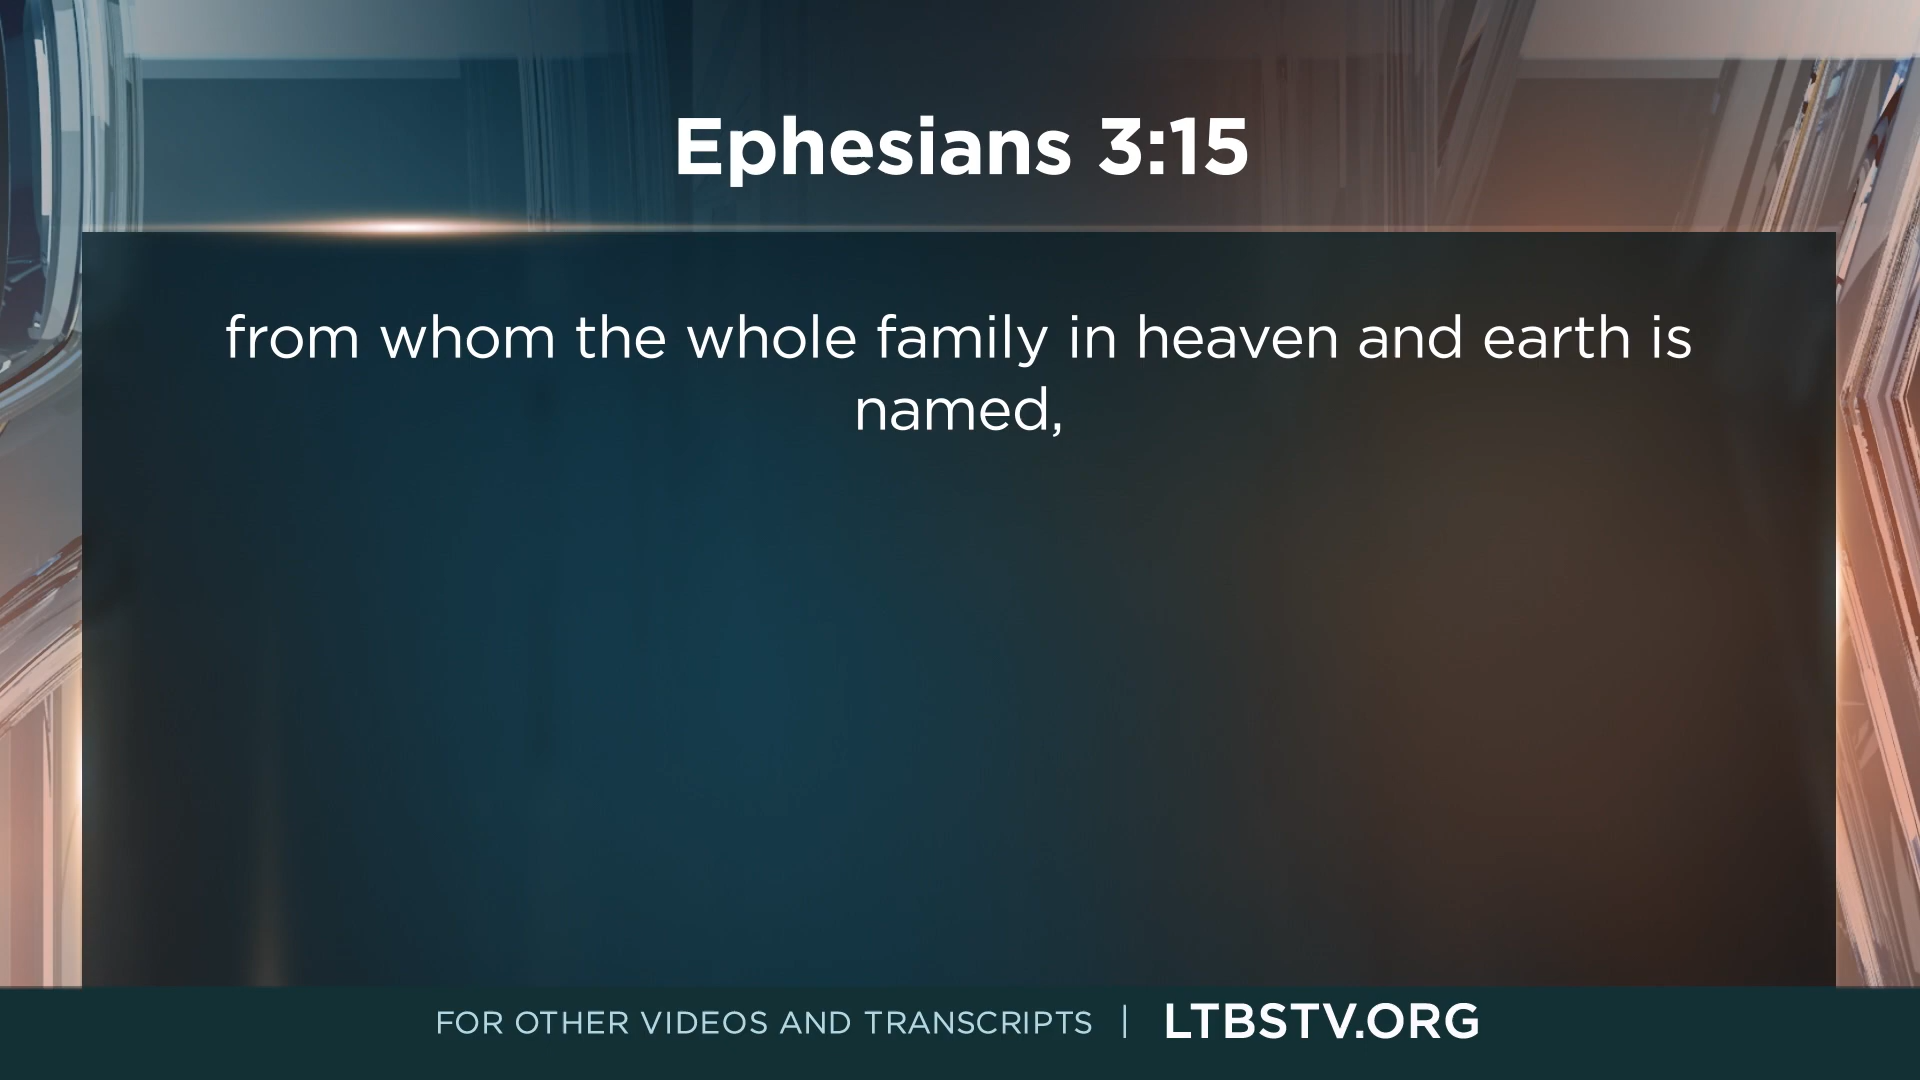 Ephesians 3:15
from whom the whole family in heaven and earth is
named,
FOR OTHER VIDEOS AND TRANSCRIPTS | LTBSTV.ORG